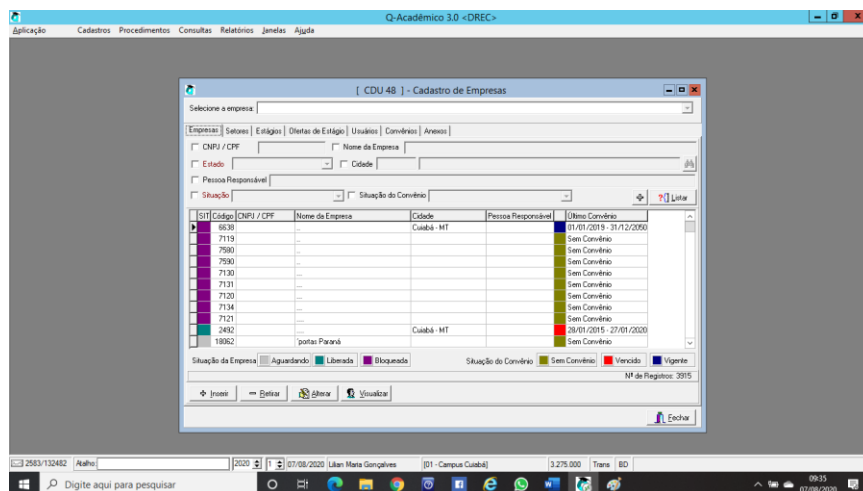 Q-Acadêmico 3.0 <DREC>
Aplicação Cadastros Procedimentos Consultas Relatórios Janelas Ajuda
[ CDU 48 ] - Cadastro de Empresas
Selecione a empresa:
Empresas Setores Estágios Ofertas de Estágio Usuários Convênios Anexos
CNPJ / CPF Nome da Empresa
Estado Cidade
Pessoa Responsável
Situação Situação do Convênio Listar
SIT Código CNPJ / CPF Nome da Empresa Cidade Pessoa Responsável Último Convênio
6638 ... Cuiabá - MT 01/01/2019 - 31/12/2050
7119 Sem Convênio
7580 ... Sem Convênio
7590 ... Sem Convênio
7130 ... Sem Convênio
7131 ... Sem Convênio
7120 ... Sem Convênio
7134 ... Sem Convênio
7121 .... Sem Convênio
2492 .... Cuiabá - MT 28/01/2015 - 27/01/2020
18062 'portas Paraná Sem Convênio
Situação da Empresa Aguardando Liberada Bloqueada Situação do Convênio Sem Convênio Vencido Vigente
Nº de Registros: 3915
Inserir Retirar Alterar Visualizar
Fechar
2583/132482 Atalho: 2020 1 07/08/2020 Lilian Maria Gonçalves [01 - Campus Cuiabá] 3.275.000 Trans BD
Digite aqui para pesquisar 09:35
07/08/2020